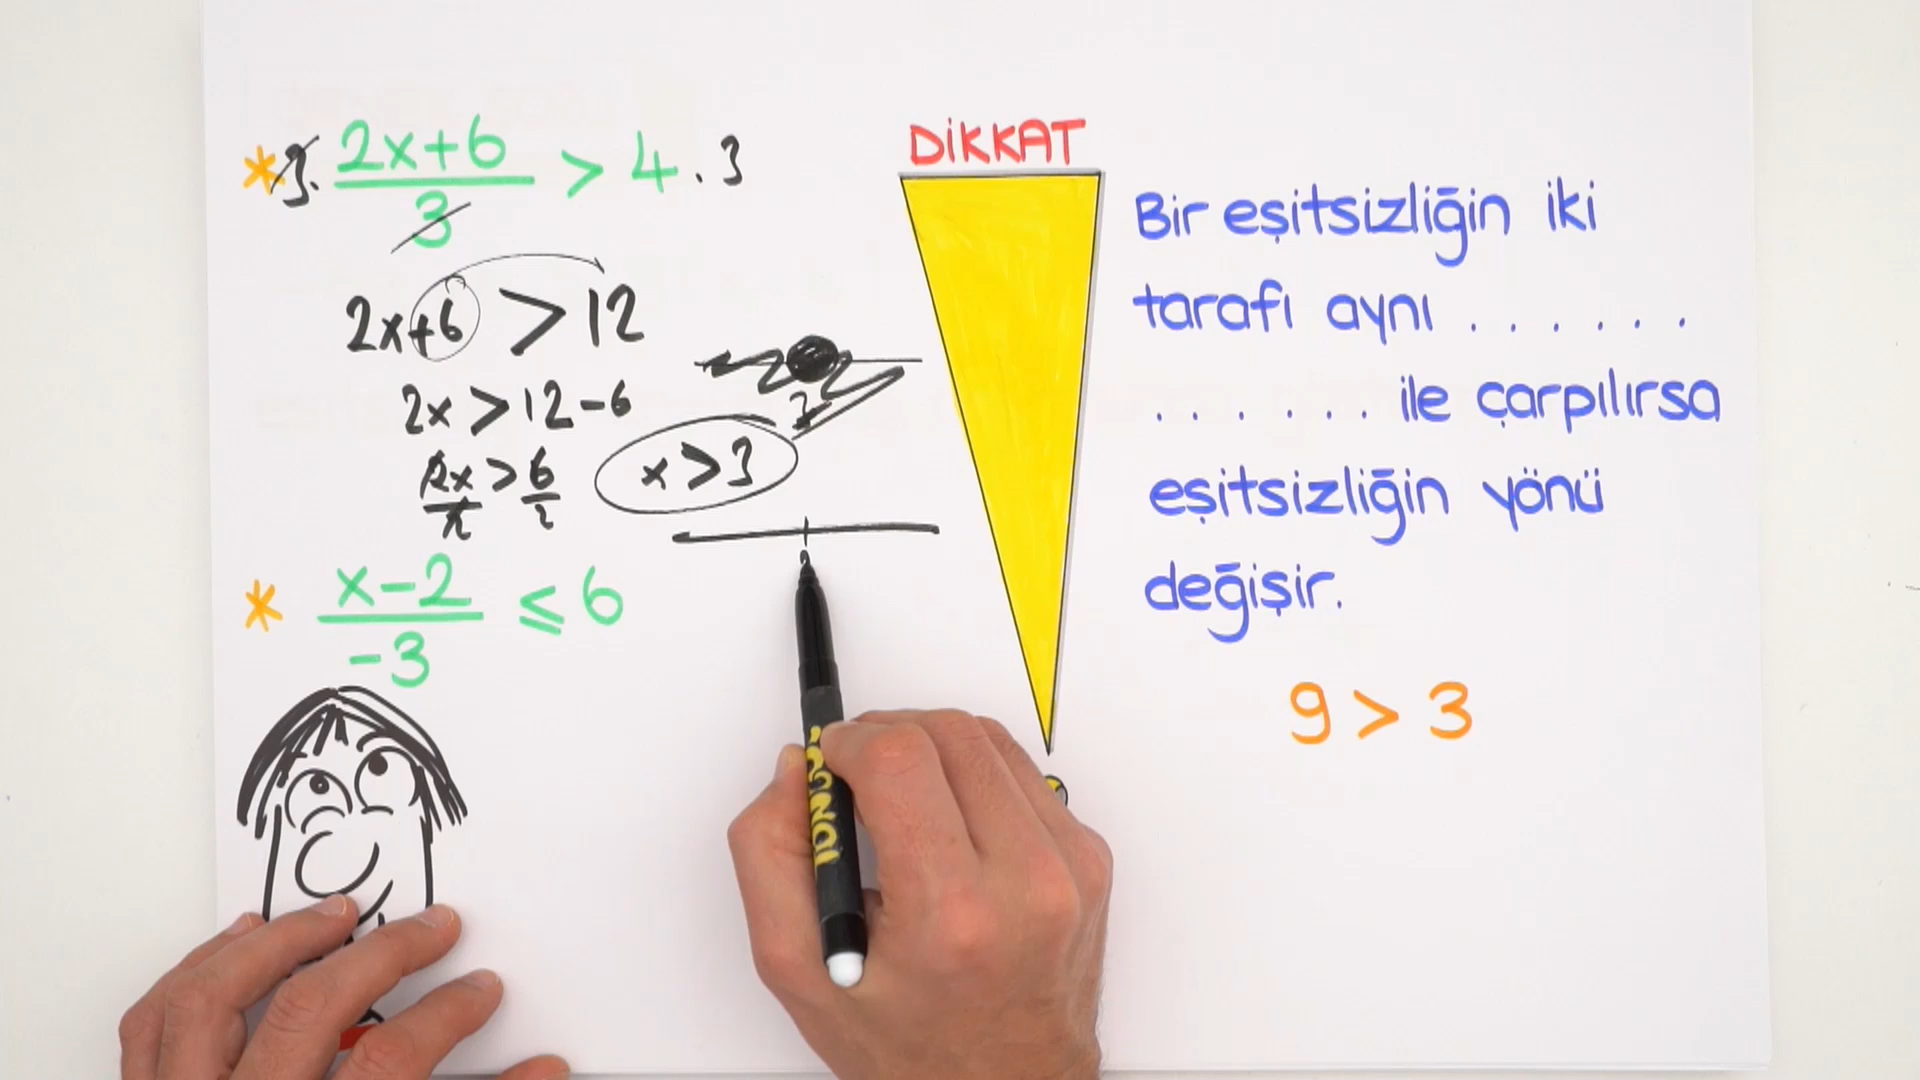 * 3. 2x+6 / 3 > 4 . 3
2x+6 > 12
2x > 12-6
2x / 2 > 6 / 2
x > 3
* x-2 / -3 ≤ 6
DİKKAT
Bir eşitsizliğin iki
tarafı aynı . . . . . .
. . . . . . ile çarpılırsa
eşitsizliğin yönü
değişir.
9 > 3